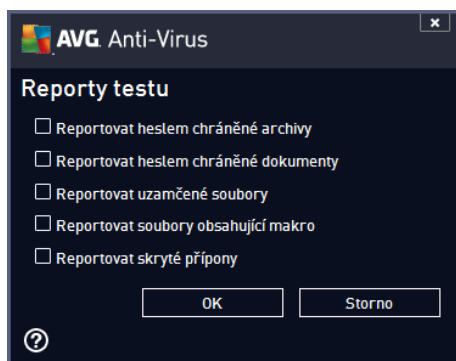 AVG. Anti-Virus
Reporty testu
Reportovat heslem chráněné archivy
Reportovat heslem chráněné dokumenty
Reportovat uzamčené soubory
Reportovat soubory obsahující makro
Reportovat skryté přípony
OK
Storno
?